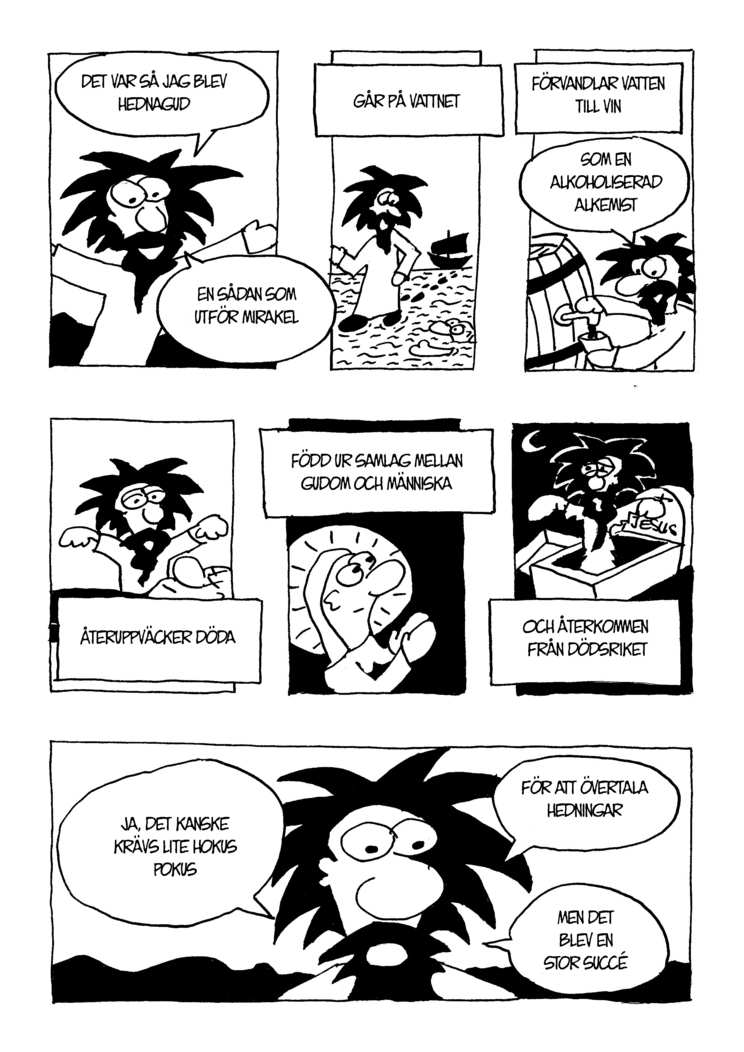 DET VAR SÅ JAG BLEV
HEDNAGUD
EN SÅDAN SOM
UTFÖR MIRAKEL
GÅR PÅ VATTNET
FÖRVANDLAR VATTEN
TILL VIN
SOM EN
ALKOHOLISERAD
ALKEMIST
ÅTERUPPVÄCKER DÖDA
FÖDD UR SAMLAG MELLAN
GUDOM OCH MÄNNISKA
JESUS
OCH ÅTERKOMMEN
FRÅN DÖDSRIKET
JA, DET KANSKE
KRÄVS LITE HOKUS
POKUS
FÖR ATT ÖVERTALA
HEDNINGAR
MEN DET
BLEV EN
STOR SUCCÉ